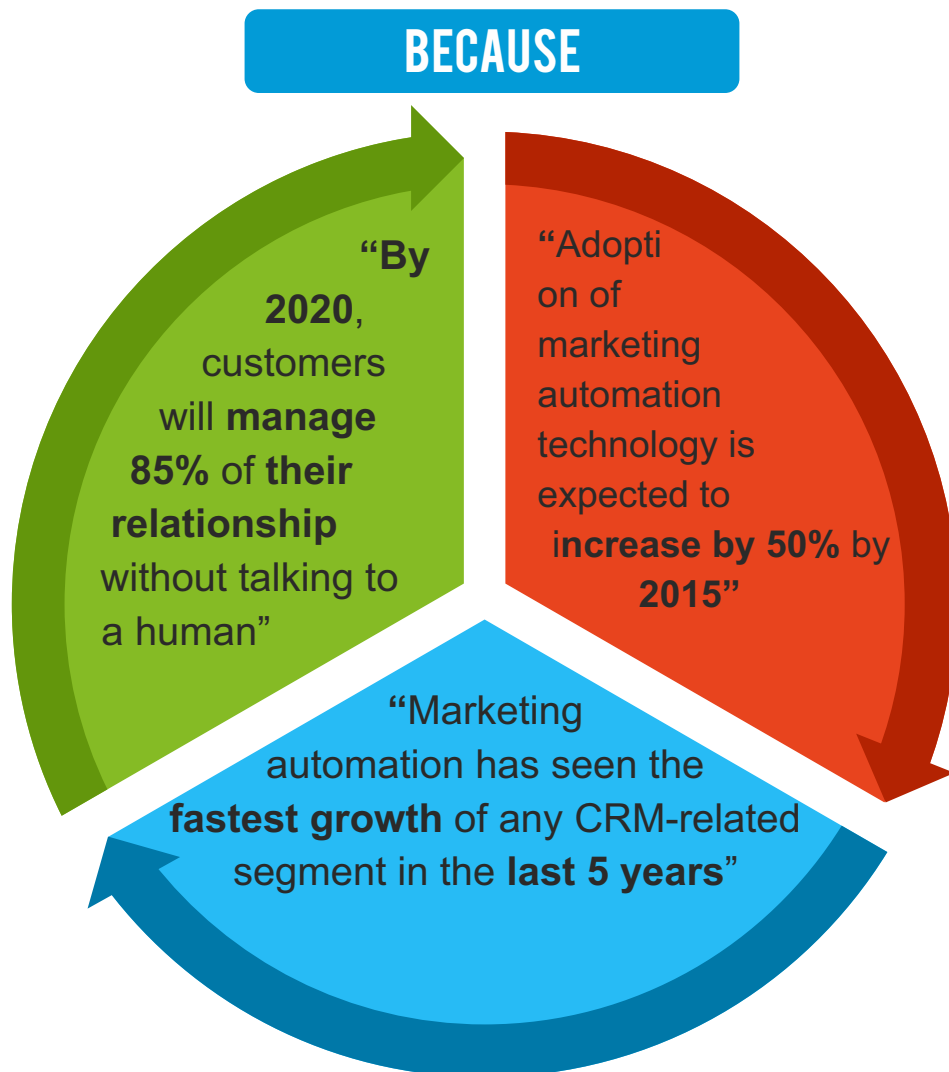 BECAUSE
“By
2020,
customers
will manage
85% of their
relationship
without talking to
a human”
“Adopti
on of
marketing
automation
technology is
expected to
increase by 50% by
2015”
“Marketing
automation has seen the
fastest growth of any CRM-related
segment in the last 5 years”